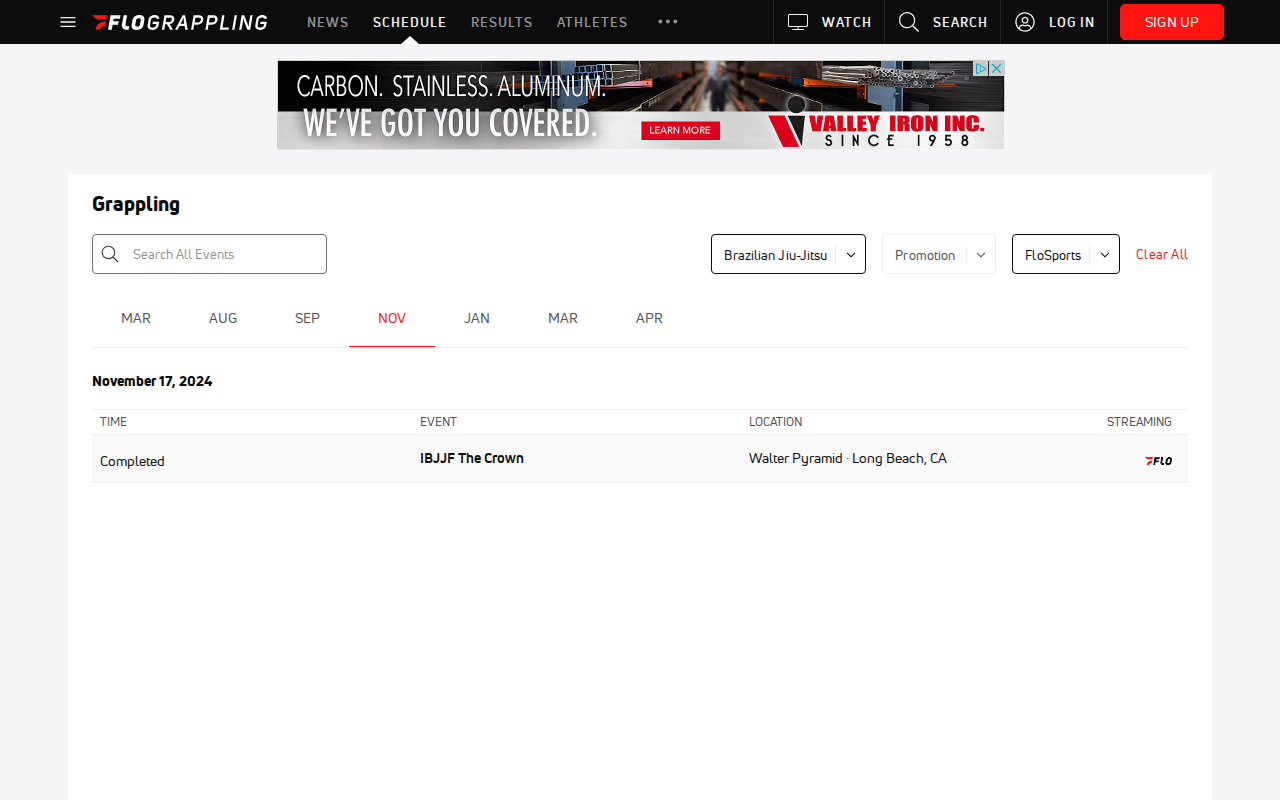 FLOGRAPPLING NEWS SCHEDULE RESULTS ATHLETES ••• WATCH SEARCH LOG IN SIGN UP
CARBON. STAINLESS. ALUMINUM.
WE'VE GOT YOU COVERED.
LEARN MORE
VALLEY IRON INC.
SINCE 1958
Grappling
Search All Events
Brazilian Jiu-Jitsu
Promotion
FloSports
Clear All
MAR AUG SEP NOV JAN MAR APR
November 17, 2024
TIME EVENT LOCATION STREAMING
Completed IBJJF The Crown Walter Pyramid · Long Beach, CA FLO